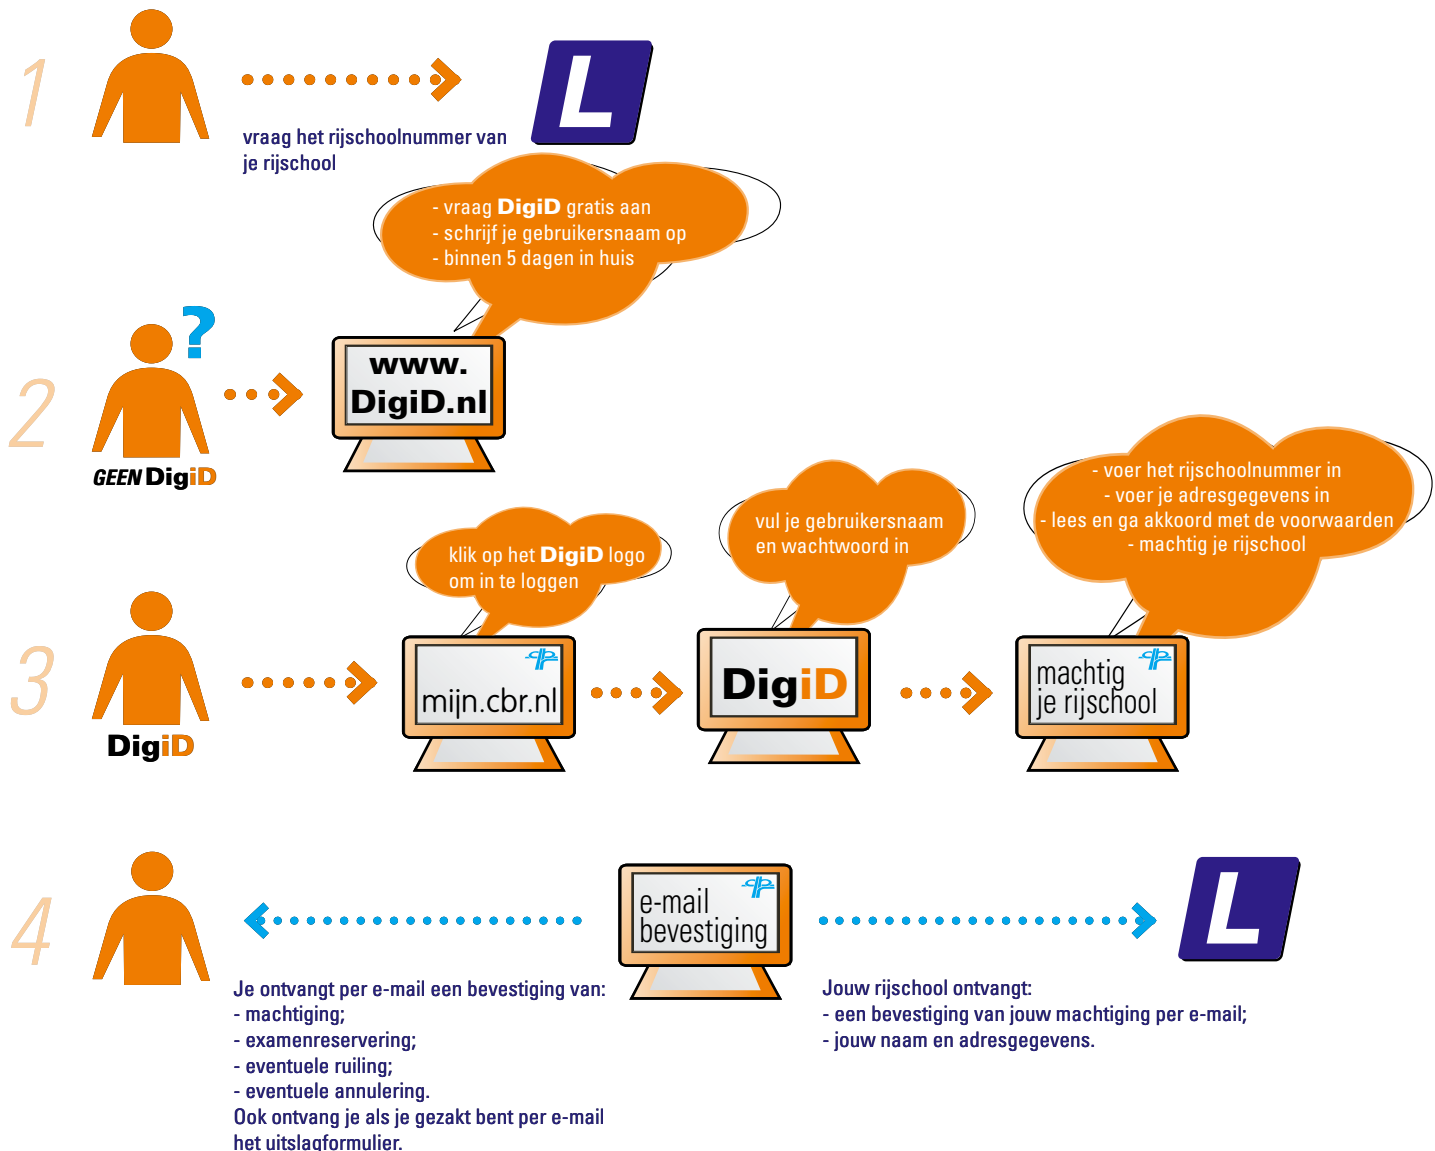 1
L
vraag het rijschoolnummer van
je rijschool
- vraag DigiD gratis aan
- schrijf je gebruikersnaam op
- binnen 5 dagen in huis
2
?
GEEN DigiD
www.
DigiD.nl
3
DigiD
klik op het DigiD logo
om in te loggen
mijn.cbr.nl
vul je gebruikersnaam
en wachtwoord in
DigiD
- voer het rijschoolnummer in
- voer je adresgegevens in
- lees en ga akkoord met de voorwaarden
- machtig je rijschool
machtig
je rijschool
4
e-mail
bevestiging
L
Je ontvangt per e-mail een bevestiging van:
- machtiging;
- examenreservering;
- eventuele ruiling;
- eventuele annulering.
Ook ontvang je als je gezakt bent per e-mail
het uitslagformulier.
Jouw rijschool ontvangt:
- een bevestiging van jouw machtiging per e-mail;
- jouw naam en adresgegevens.